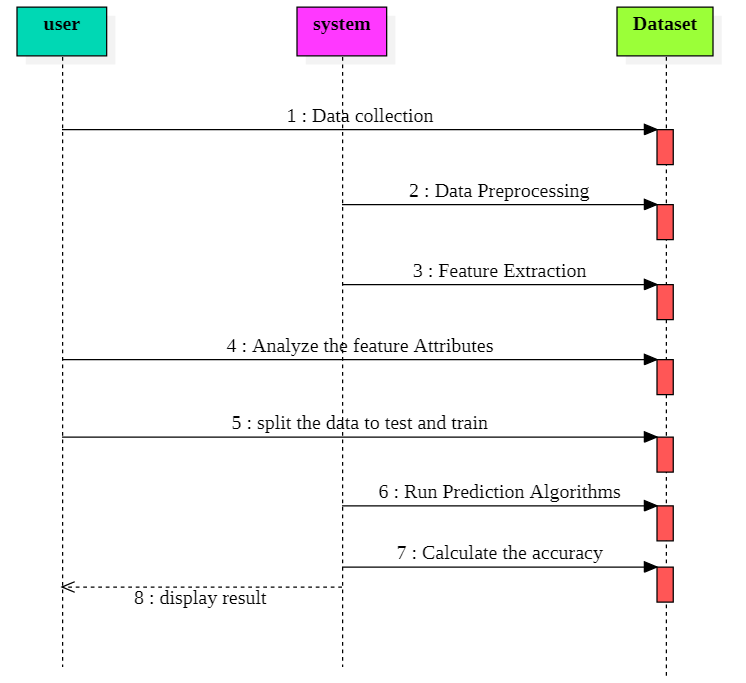 user
system
Dataset
1 : Data collection
2 : Data Preprocessing
3 : Feature Extraction
4 : Analyze the feature Attributes
5 : split the data to test and train
6 : Run Prediction Algorithms
7 : Calculate the accuracy
8 : display result